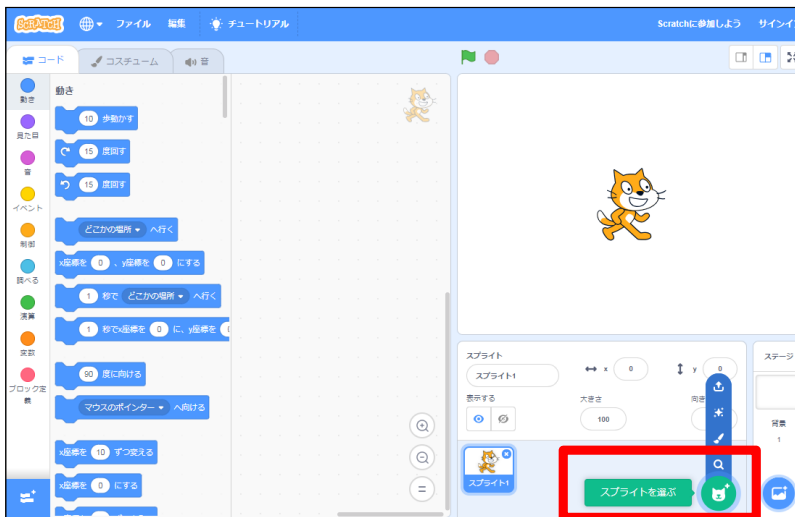 SCRATCH ファイル 編集 チュートリアル Scratchに参加しよう サインイ
コード コスチューム 音
動き
見た目
音
イベント
制御
調べる
演算
変数
ブロック定
義
動き
10 歩動かす
15 度回す
15 度回す
どこかの場所 へ行く
x座標を 0 、y座標を 0 にする
1 秒で どこかの場所 へ行く
1 秒でx座標を 0 に、y座標を
90 度に向ける
マウスのポインター へ向ける
x座標を 10 ずつ変える
x座標を 0 にする
スプライト
スプライト1
x 0 y 0
表示する 大きさ 向き
100
スプライト1
スプライトを選ぶ
ステージ
背景
1